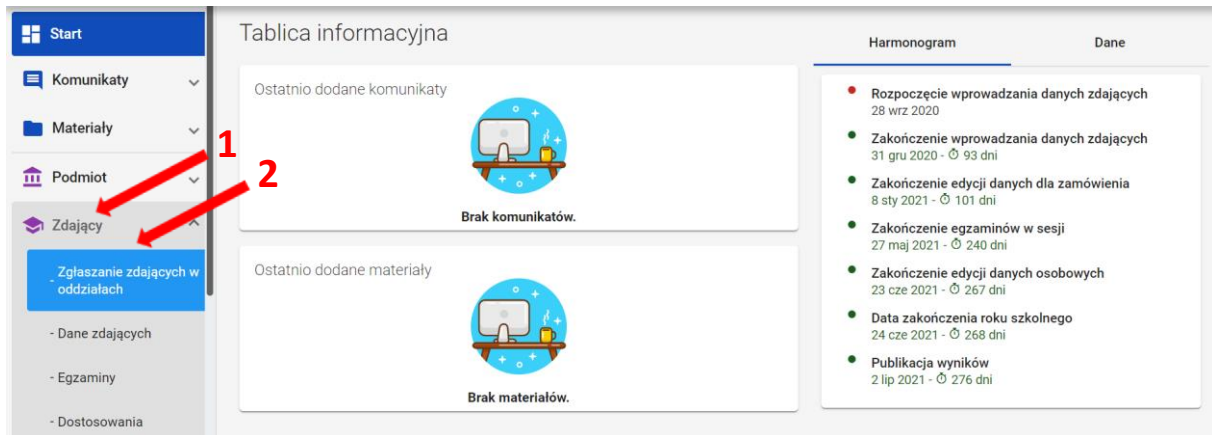 Start
Komunikaty
Materiały
Podmiot
Zdający
- Zgłaszanie zdających w
oddziałach
- Dane zdających
- Egzaminy
- Dostosowania
1
2
Tablica informacyjna
Ostatnio dodane komunikaty
Brak komunikatów.
Ostatnio dodane materiały
Brak materiałów.
Harmonogram
Dane
Rozpoczęcie wprowadzania danych zdających
28 wrz 2020
Zakończenie wprowadzania danych zdających
31 gru 2020 - 93 dni
Zakończenie edycji danych dla zamówienia
8 sty 2021 - 101 dni
Zakończenie egzaminów w sesji
27 maj 2021 - 240 dni
Zakończenie edycji danych osobowych
23 cze 2021 - 267 dni
Data zakończenia roku szkolnego
24 cze 2021 - 268 dni
Publikacja wyników
2 lip 2021 - 276 dni